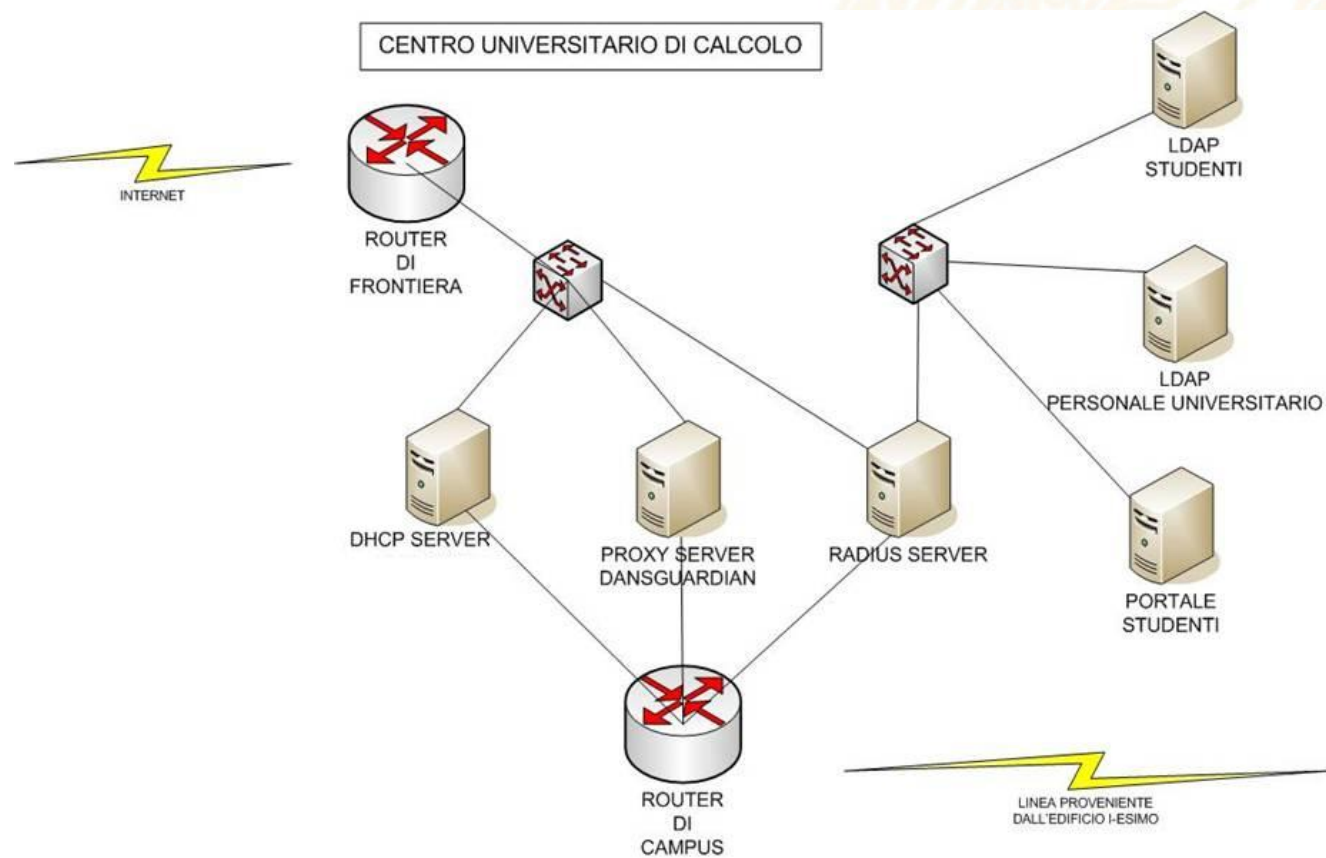 CENTRO UNIVERSITARIO DI CALCOLO
INTERNET
ROUTER
DI
FRONTIERA
LDAP
STUDENTI
LDAP
PERSONALE UNIVERSITARIO
DHCP SERVER
PROXY SERVER
DANSGUARDIAN
RADIUS SERVER
PORTALE
STUDENTI
ROUTER
DI
CAMPUS
LINEA PROVENIENTE
DALL'EDIFICIO I-ESIMO